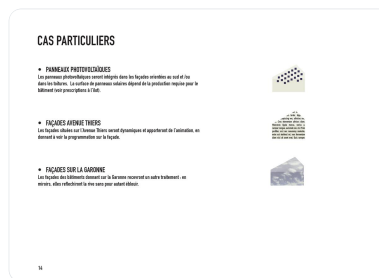 CAS PARTICULIERS
• PANNEAUX PHOTOVOLTAÏQUES
Les panneaux photovoltaïques seront intégrés dans les façades orientées au sud et /ou
dans les toitures. La surface de panneaux solaires dépend de la production requise pour le
bâtiment (voir prescriptions à l'îlot).
• FAÇADES AVENUE THIERS
Les façades situées sur l'Avenue Thiers seront dynamiques et apporteront de l'animation, en
donnant à voir la programmation sur la façade.
• FAÇADES SUR LA GARONNE
Les façades des bâtiments donnant sur la Garonne recevront un autre traitement : en
miroirs, elles réfléchiront la rive sans pour autant éblouir.
16